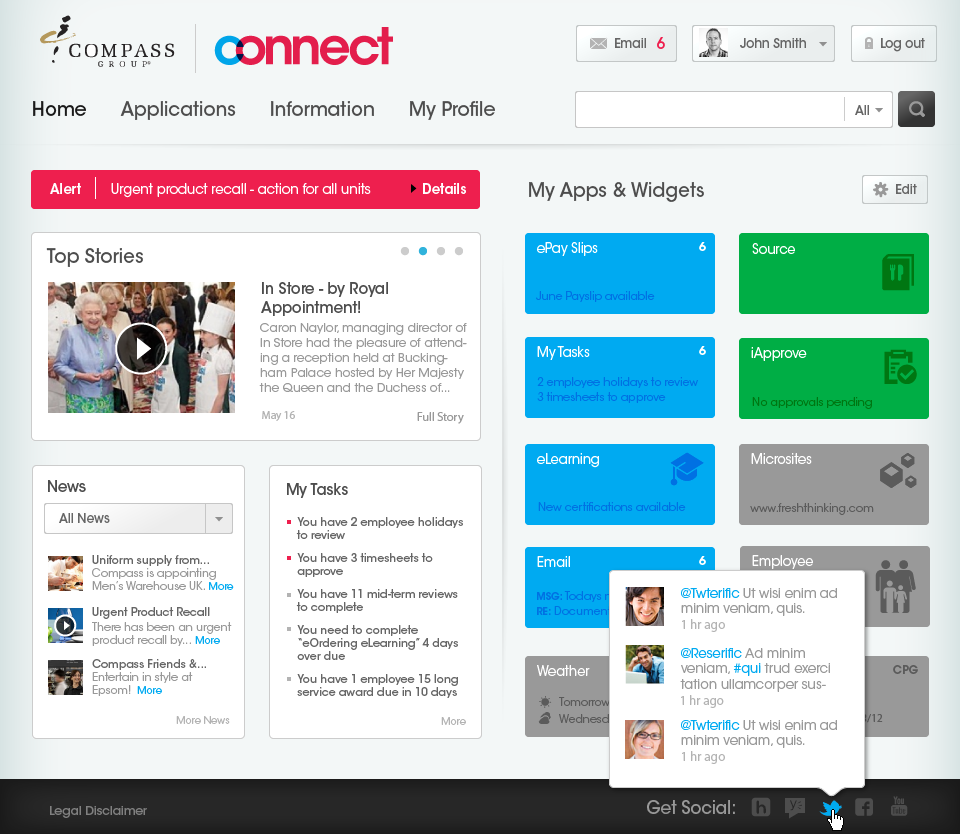 COMPASS
GROUP
connect
Email 6
John Smith
Log out
Home
Applications
Information
My Profile
All
Alert
Urgent product recall - action for all units
Details
My Apps & Widgets
Edit
Top Stories
In Store - by Royal
Appointment!
Caron Naylor, managing director of
In Store had the pleasure of attend-
ing a reception held at Bucking-
ham Palace hosted by Her Majesty
the Queen and the Duchess of...
May 16
Full Story
ePay Slips 6
June Payslip available
Source
My Tasks 6
2 employee holidays to review
3 timesheets to approve
iApprove
No approvals pending
eLearning
New certifications available
Microsites
www.freshthinking.com
Email 6
MSG: Todays
RE:
Employee
Weather
Tomorrow
CPG
/12
News
All News
Uniform supply from...
Compass is appointing
Men's Warehouse UK. More
Urgent Product Recall
There has been an urgent
product recall by... More
Compass Friends &...
Entertain in style at
Epsom! More
More News
My Tasks
You have 2 employee holidays
to review
You have 3 timesheets to
approve
You have 11 mid-term reviews
to complete
You need to complete
"eOrdering eLearning" 4 days
over due
You have 1 employee 15 long
service award due in 10 days
More
@Twterific Ut wisi enim ad
minim veniam, quis.
1 hr ago
@Reserific Ad minim
veniam, #qui trud exerci
tation ullamcorper sus-
1 hr ago
@Twterific Ut wisi enim ad
minim veniam, quis.
1 hr ago
Legal Disclaimer
Get Social:
h
y
f
You
Tube